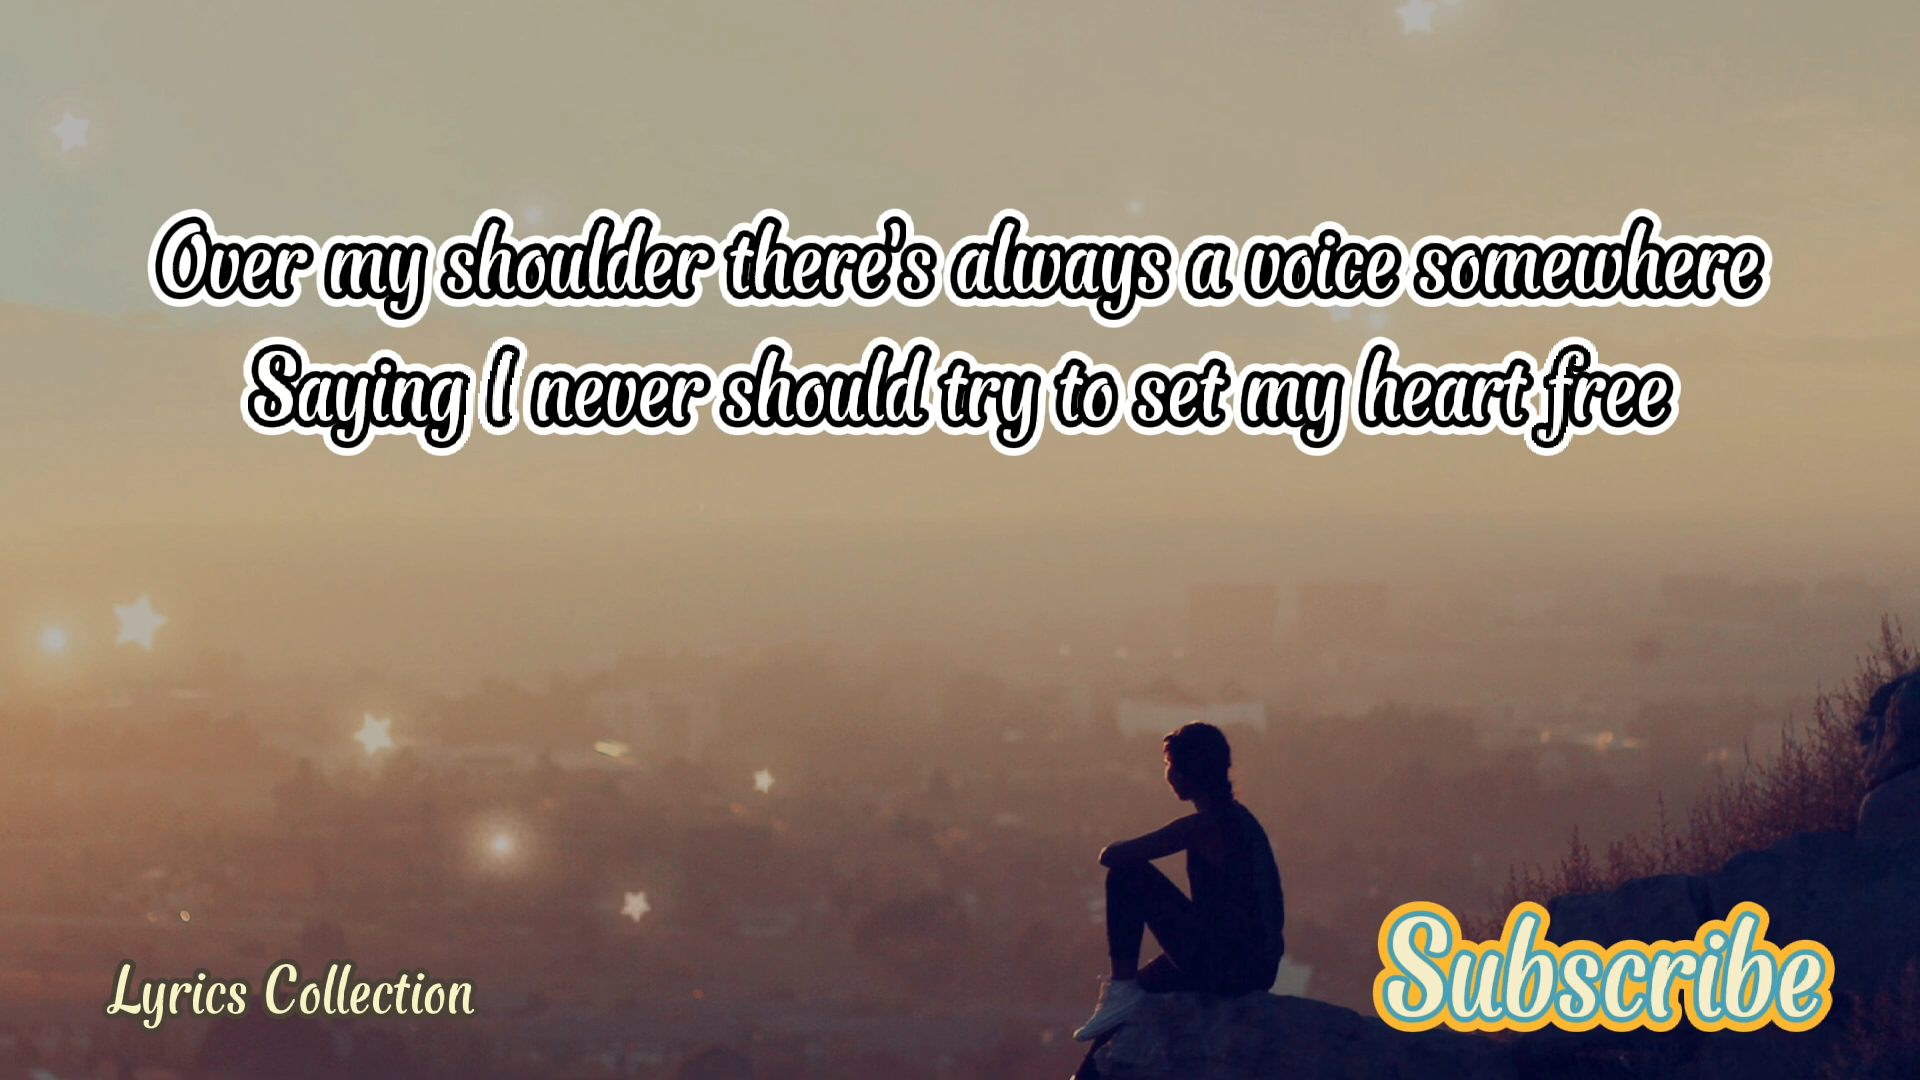 Over my shoulder there's always a voice somewhere
Saying I never should try to set my heart free
Lyrics Collection
Subscribe